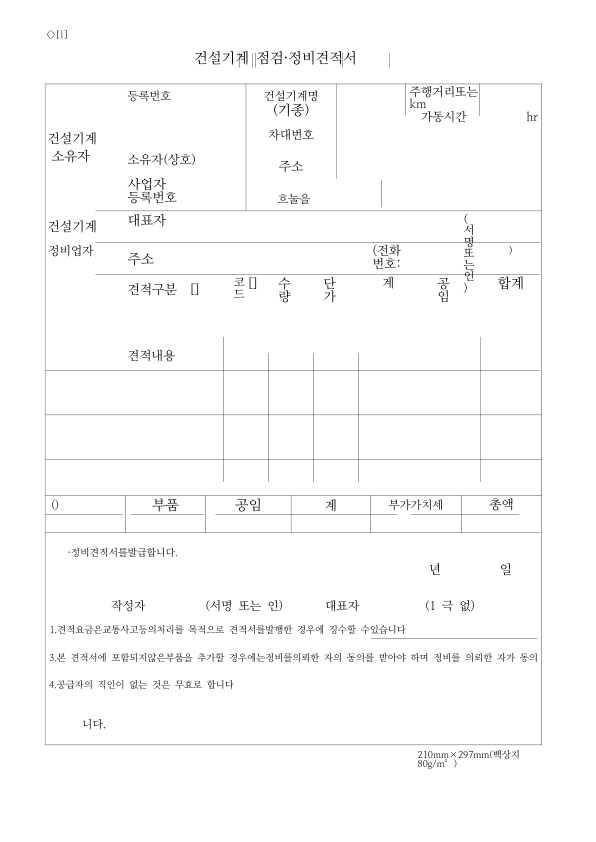 ◇[|]
건설기계 점검·정비견적서
등록번호 건설기계명 주행거리또는
(기종) km
가동시간 hr
차대번호
건설기계
소유자
소유자(상호) 주소
사업자
등록번호 흐눌을
건설기계 대표자 (서명또는인)
정비업자 주소 (전화 )
번호:
견적구분 [] 코드 [] 수량 단가 계 공임 합계
견적내용
() 부품 공임 계 부가가치세 총액
·정비견적서를발급합니다.
년 일
작성자 (서명 또는 인) 대표자 (1 극 없)
1.견적요금은교통사고등의처리를 목적으로 견적서를발행한 경우에 징수할 수있습니다
3.본 견적서에 포함되지않은부품을 추가할 경우에는정비를의뢰한 자의 동의를 받아야 하며 정비를 의뢰한 자가 동의
4.공급자의 직인이 없는 것은 무효로 합니다
니다.
210mm×297mm(백상지
80g/㎡ )